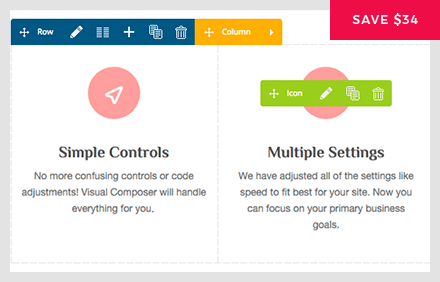 SAVE $34
Row
Column
Icon
Simple Controls
No more confusing controls or code
adjustments! Visual Composer will handle
everything for you.
Multiple Settings
We have adjusted all of the settings like
speed to fit best for your site. Now you
can focus on your primary business
goals.